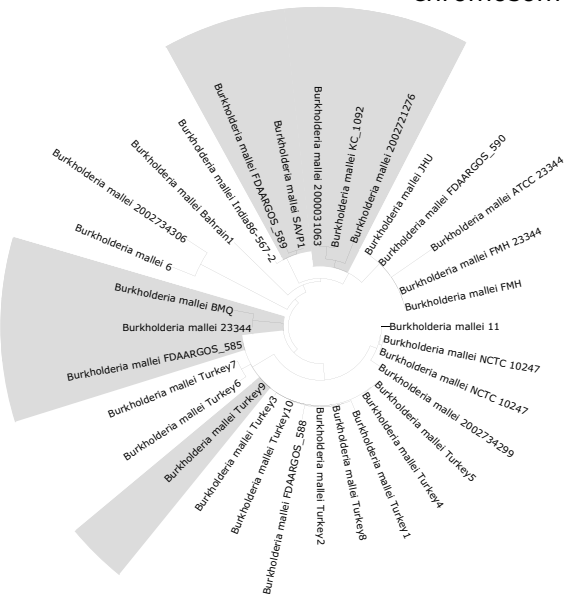 Burkholderia mallei FDAARGOS_589
Burkholderia mallei SAVP1
Burkholderia mallei 2000031063
Burkholderia mallei KC_1092
Burkholderia mallei 2002721276
Burkholderia mallei JHU
Burkholderia mallei FDAARGOS_590
Burkholderia mallei ATCC 23344
Burkholderia mallei FMH 23344
Burkholderia mallei FMH
Burkholderia mallei 11
Burkholderia mallei NCTC 10247
Burkholderia mallei NCTC 10247
Burkholderia mallei 2002734299
Burkholderia mallei Turkey5
Burkholderia mallei Turkey4
Burkholderia mallei Turkey1
Burkholderia mallei Turkey8
Burkholderia mallei Turkey2
Burkholderia mallei FDAARGOS_588
Burkholderia mallei Turkey10
Burkholderia mallei Turkey3
Burkholderia mallei Turkey9
Burkholderia mallei Turkey6
Burkholderia mallei Turkey7
Burkholderia mallei FDAARGOS_585
Burkholderia mallei 23344
Burkholderia mallei BMQ
Burkholderia mallei 6
Burkholderia mallei 2002734306
Burkholderia mallei Bahrain1
Burkholderia mallei India86-567-2